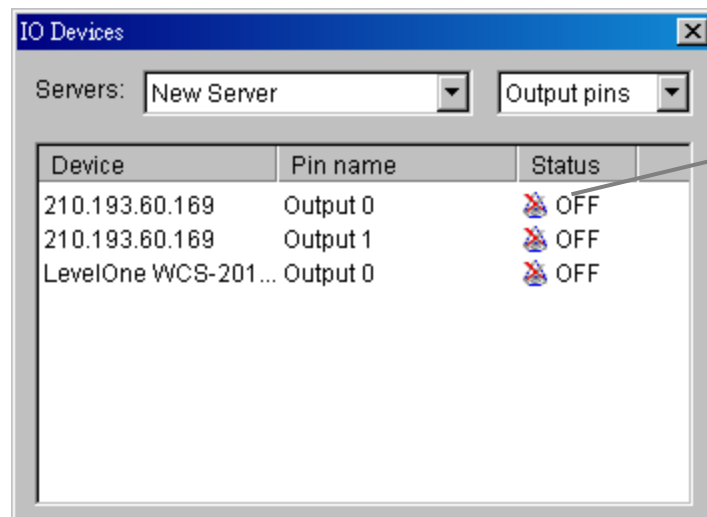 IO Devices
Servers: New Server Output pins
Device Pin name Status
210.193.60.169 Output 0 OFF
210.193.60.169 Output 1 OFF
LevelOne WCS-201... Output 0 OFF